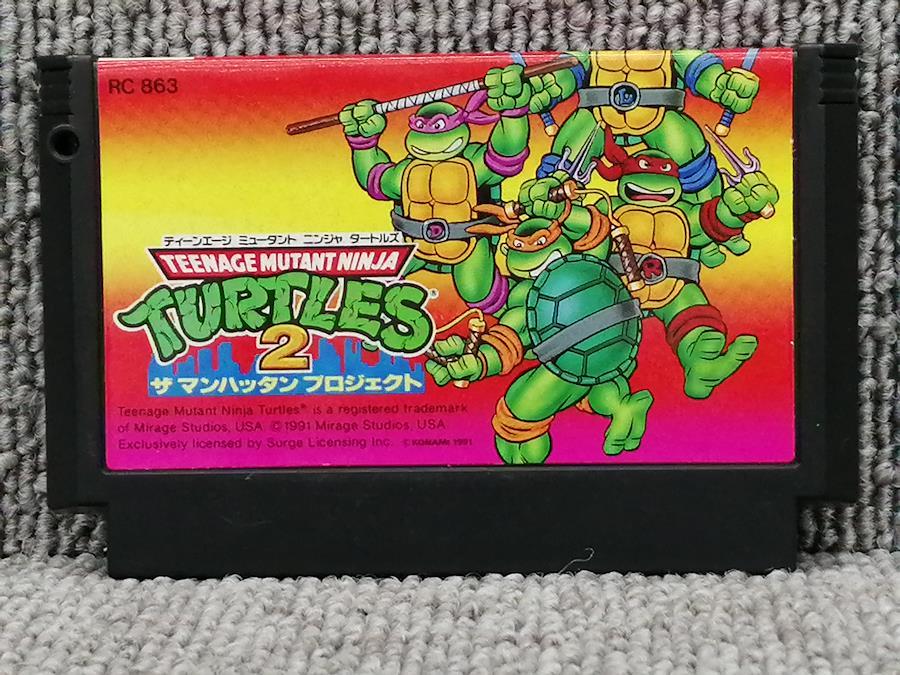 RC 863
ティーンエージ ミュータント ニンジャ タートルズ
TEENAGE MUTANT NINJA
TURTLES®
2
ザ マンハッタン プロジェクト
Teenage Mutant Ninja Turtles® is a registered trademark
of Mirage Studios, USA. ©1991 Mirage Studios, USA
Exclusively licensed by Surge Licensing Inc. ©KONAMI 1991
L
D
R